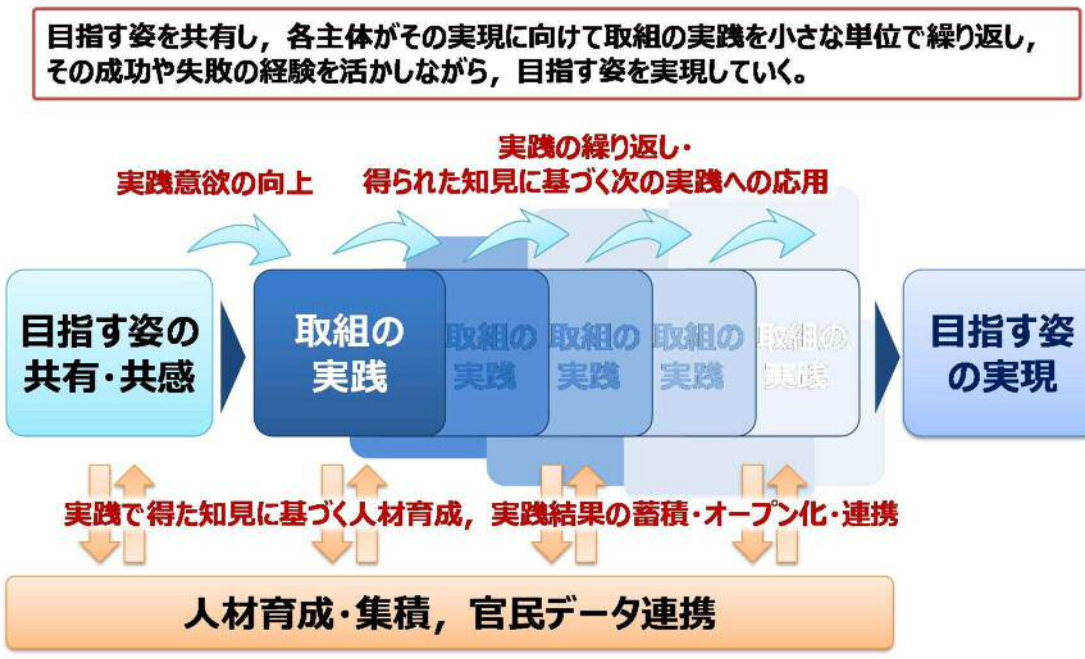 目指す姿を共有し，各主体がその実現に向けて取組の実践を小さな単位で繰り返し，
その成功や失敗の経験を活かしながら，目指す姿を実現していく。
実践意欲の向上
実践の繰り返し・
得られた知見に基づく次の実践への応用
目指す姿の
共有・共感
取組の
実践
取組の
実践
取組の
実践
取組の
実践
取組の
実践
目指す姿
の実現
実践で得た知見に基づく人材育成，実践結果の蓄積・オープン化・連携
人材育成・集積，官民データ連携